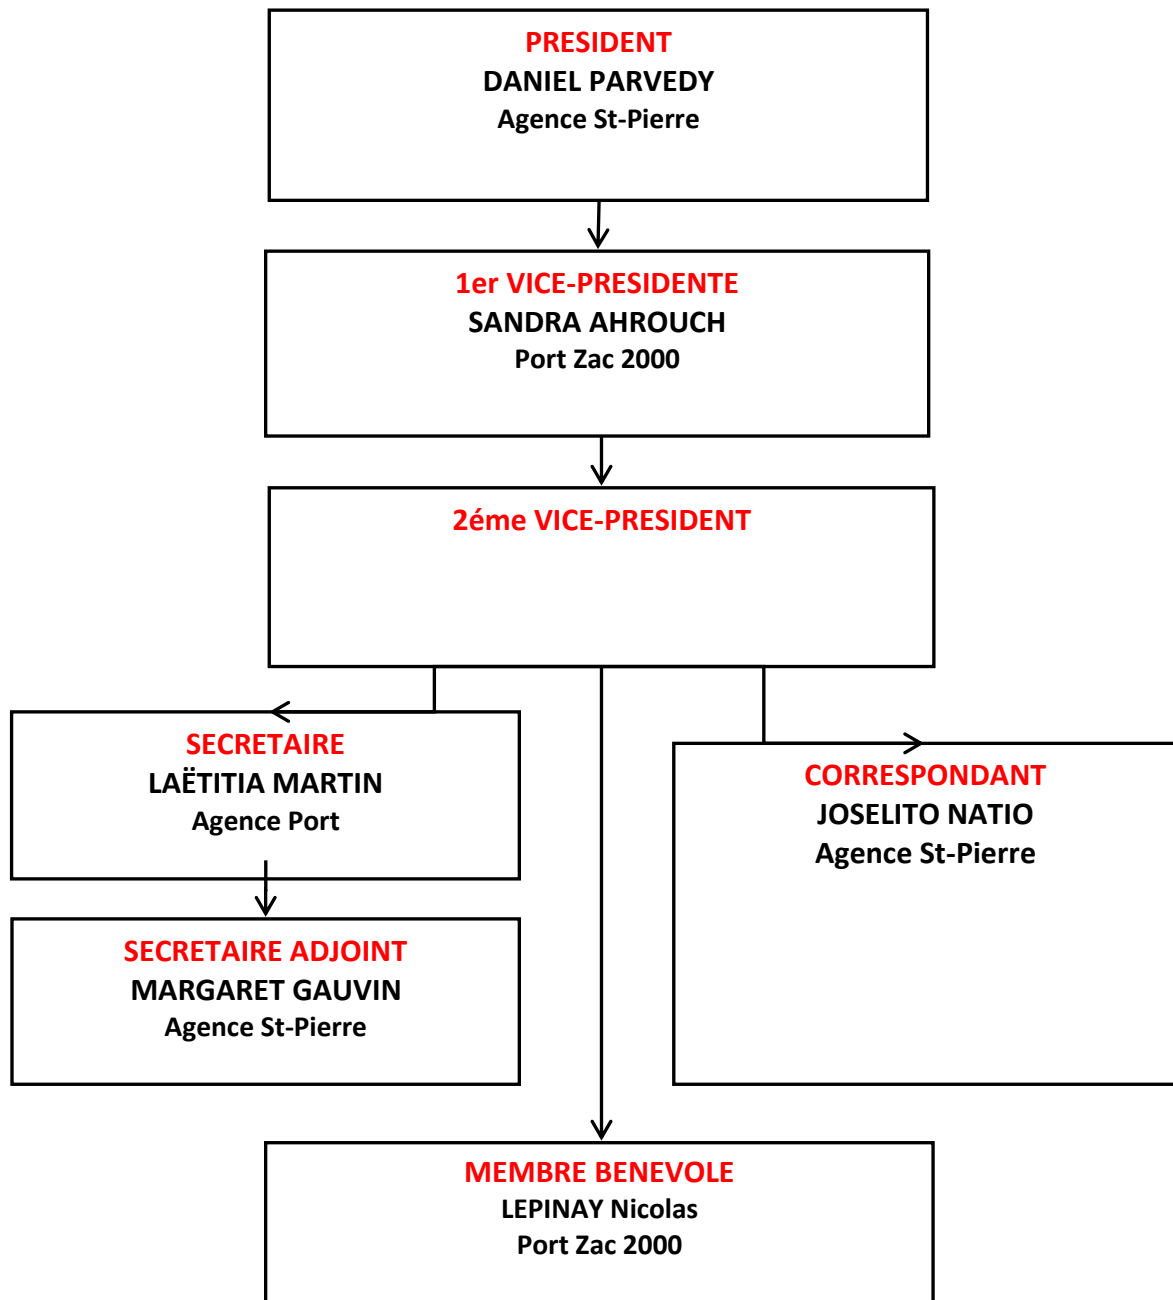 PRESIDENT
DANIEL PARVEDY
Agence St-Pierre
1er VICE-PRESIDENTE
SANDRA AHROUCH
Port Zac 2000
2éme VICE-PRESIDENT
SECRETAIRE
LAËTITIA MARTIN
Agence Port
CORRESPONDANT
JOSELITO NATIO
Agence St-Pierre
SECRETAIRE ADJOINT
MARGARET GAUVIN
Agence St-Pierre
MEMBRE BENEVOLE
LEPINAY Nicolas
Port Zac 2000